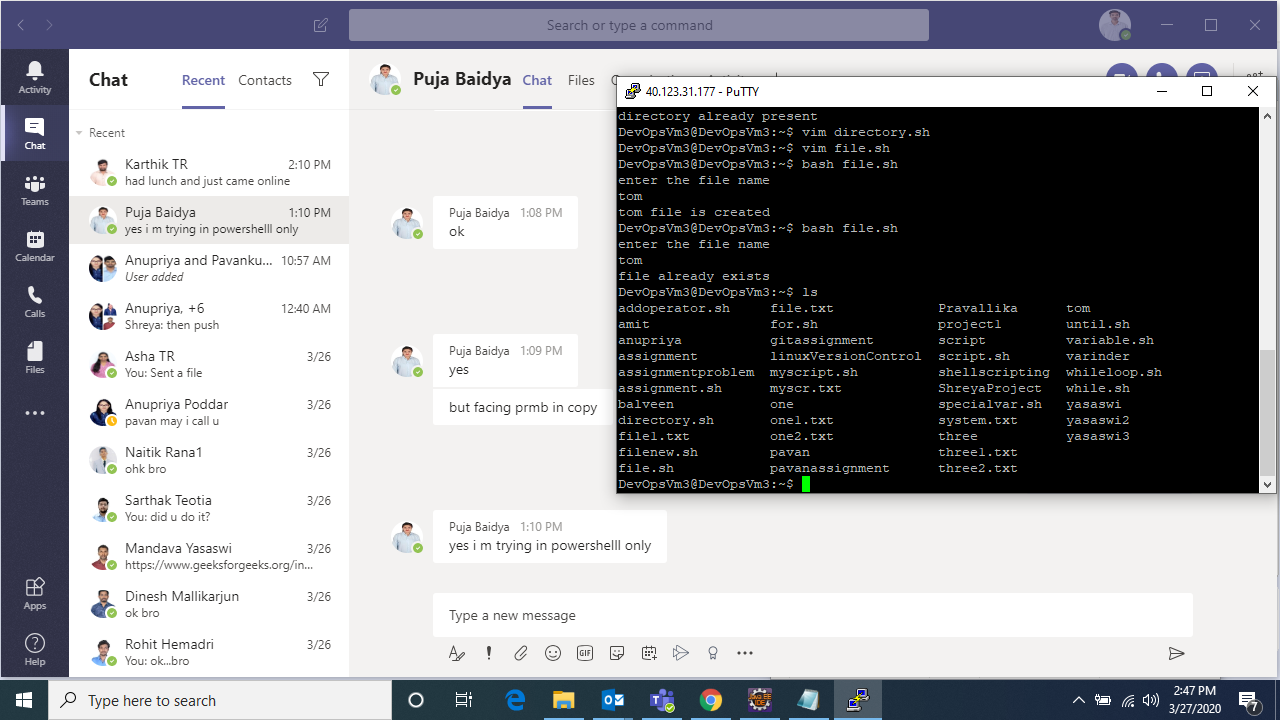 Search or type a command
Activity
Chat
Teams
Calendar
Calls
Files
Apps
Help
Chat
Recent
Contacts
Recent
Karthik TR 2:10 PM
had lunch and just came online
Puja Baidya 1:10 PM
yes i m trying in powershelll only
Anupriya and Pavanku... 10:57 AM
User added
Anupriya, +6 12:40 AM
Shreya: then push
Asha TR 3/26
You: Sent a file
Anupriya Poddar 3/26
pavan may i call u
Naitik Rana1 3/26
ohk bro
Sarthak Teotia 3/26
You: did u do it?
Mandava Yasaswi 3/26
https://www.geeksforgeeks.org/in...
Dinesh Mallikarjun 3/26
ok bro
Rohit Hemadri 3/26
You: ok...bro
Puja Baidya Chat Files
Puja Baidya 1:08 PM
ok
Puja Baidya 1:09 PM
yes
but facing prmb in copy
Puja Baidya 1:10 PM
yes i m trying in powershelll only
Type a new message
GIF
40.123.31.177 - PuTTY
directory already present
DevOpsVm3@DevOpsVm3:~$ vim directory.sh
DevOpsVm3@DevOpsVm3:~$ vim file.sh
DevOpsVm3@DevOpsVm3:~$ bash file.sh
enter the file name
tom
tom file is created
DevOpsVm3@DevOpsVm3:~$ bash file.sh
enter the file name
tom
file already exists
DevOpsVm3@DevOpsVm3:~$ ls
addoperator.sh file.txt Pravallika tom
amit for.sh project1 until.sh
anupriya gitassignment script variable.sh
assignment linuxVersionControl script.sh varinder
assignmentproblem myscript.sh shellscripting whileloop.sh
assignment.sh myscr.txt ShreyaProject while.sh
balveen one specialvar.sh yasaswi
directory.sh one1.txt system.txt yasaswi2
file1.txt one2.txt three yasaswi3
filenew.sh pavan three1.txt
file.sh pavanassignment three2.txt
DevOpsVm3@DevOpsVm3:~$
Type here to search
2:47 PM
3/27/2020
7